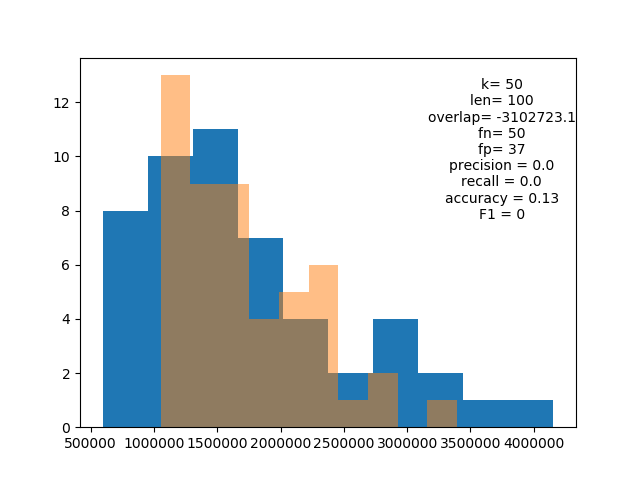 k= 50
len= 100
overlap= -3102723.1
fn= 50
fp= 37
precision = 0.0
recall = 0.0
accuracy = 0.13
F1 = 0
12
10
8
6
4
2
0
500000 1000000 1500000 2000000 2500000 3000000 3500000 4000000